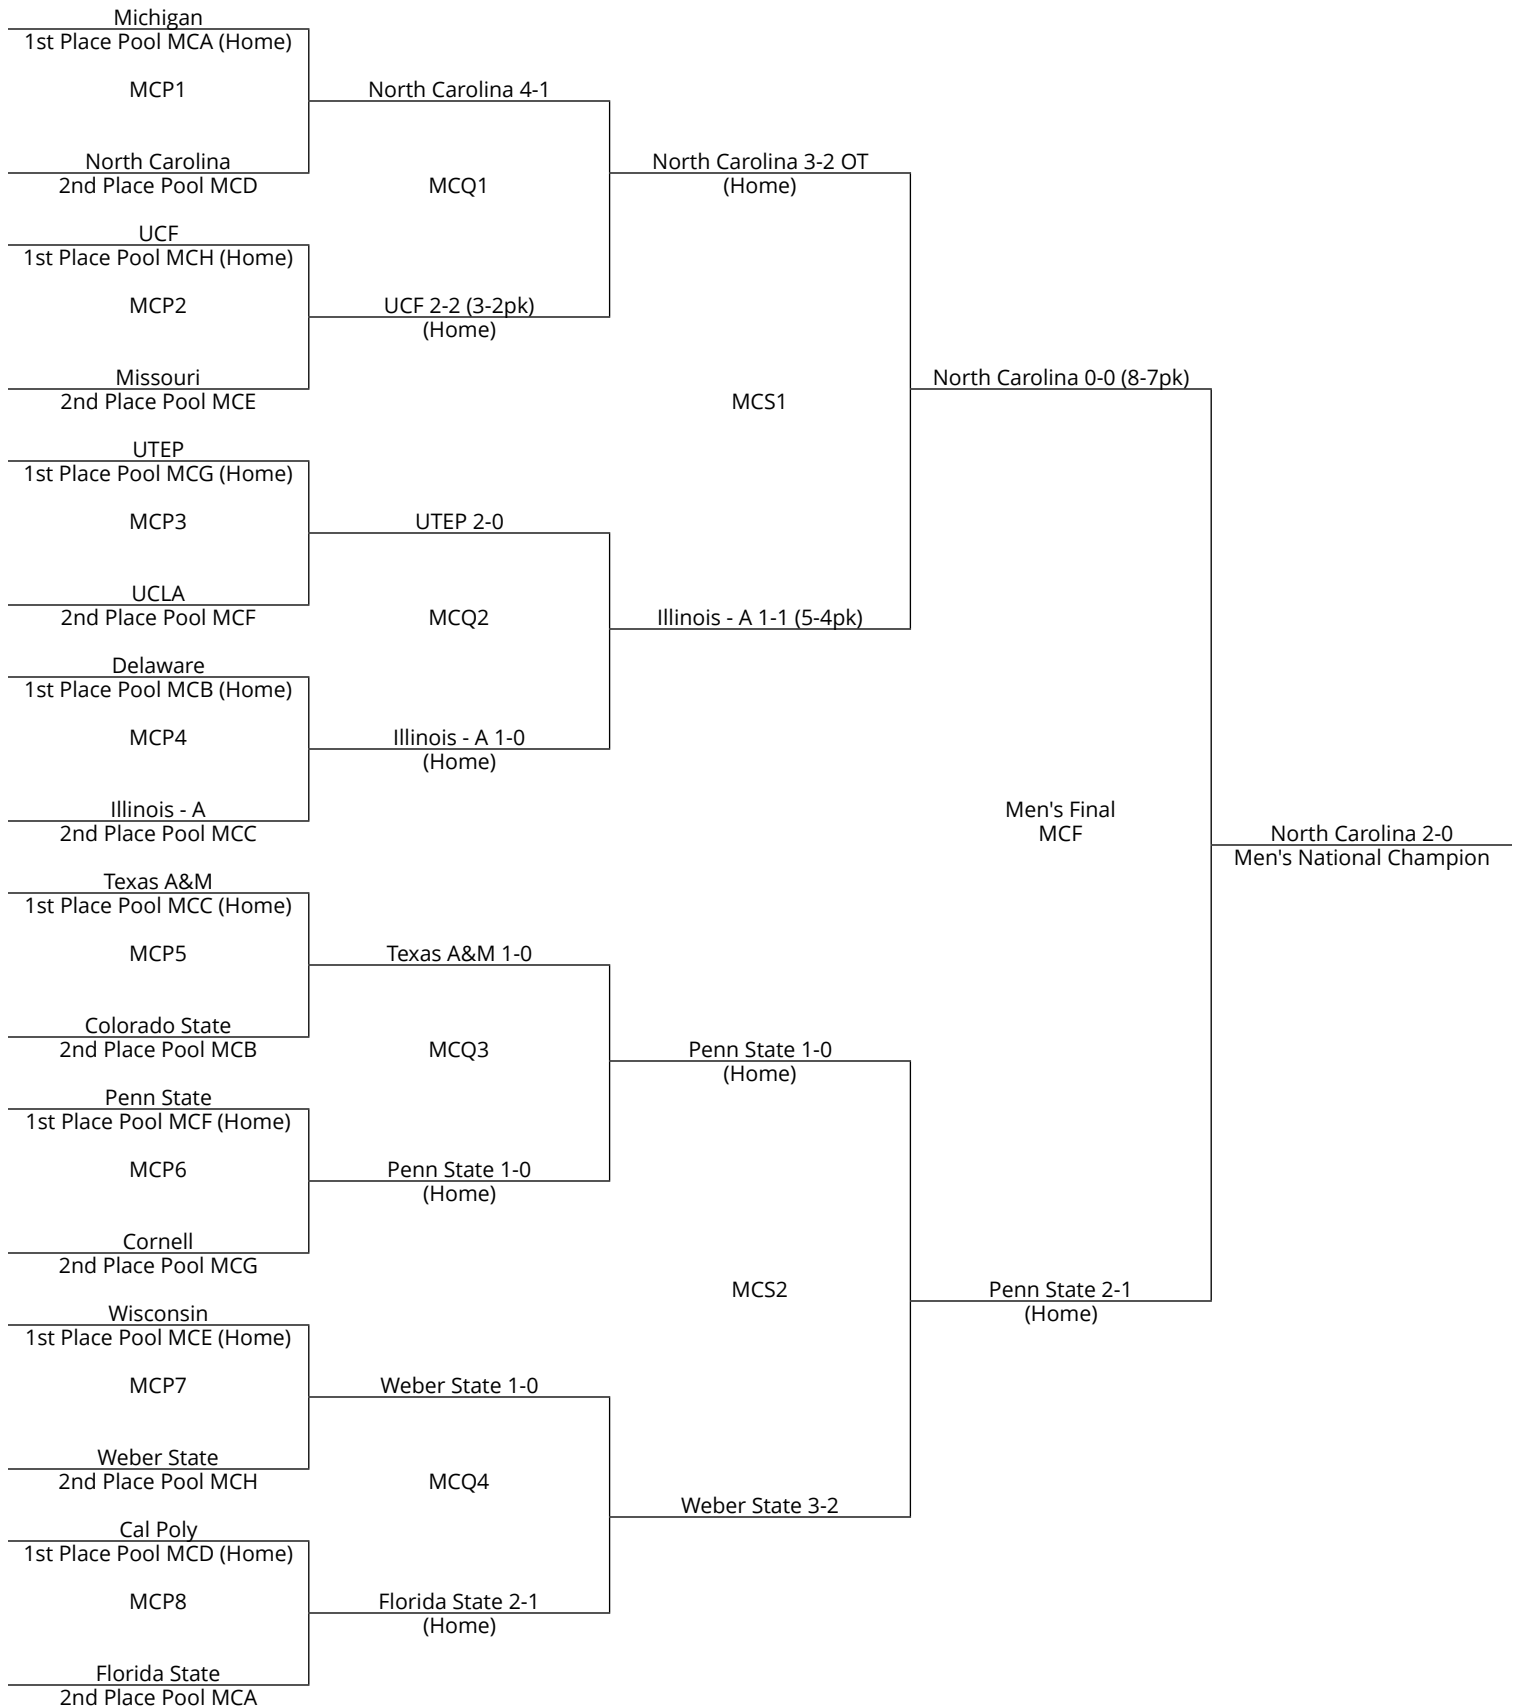 Michigan
1st Place Pool MCA (Home)
MCP1
North Carolina
2nd Place Pool MCD
UCF
1st Place Pool MCH (Home)
MCP2
Missouri
2nd Place Pool MCE
UTEP
1st Place Pool MCG (Home)
MCP3
UCLA
2nd Place Pool MCF
Delaware
1st Place Pool MCB (Home)
MCP4
Illinois - A
2nd Place Pool MCC
Texas A&M
1st Place Pool MCC (Home)
MCP5
Colorado State
2nd Place Pool MCB
Penn State
1st Place Pool MCF (Home)
MCP6
Cornell
2nd Place Pool MCG
Wisconsin
1st Place Pool MCE (Home)
MCP7
Weber State
2nd Place Pool MCH
Cal Poly
1st Place Pool MCD (Home)
MCP8
Florida State
2nd Place Pool MCA
North Carolina 4-1
MCQ1
UCF 2-2 (3-2pk)
(Home)
UTEP 2-0
MCQ2
Illinois - A 1-0
(Home)
Texas A&M 1-0
MCQ3
Penn State 1-0
(Home)
Weber State 1-0
MCQ4
Florida State 2-1
(Home)
North Carolina 3-2 OT
(Home)
MCS1
Illinois - A 1-1 (5-4pk)
Penn State 1-0
(Home)
MCS2
Weber State 3-2
North Carolina 0-0 (8-7pk)
Men's Final
MCF
Penn State 2-1
(Home)
North Carolina 2-0
Men's National Champion